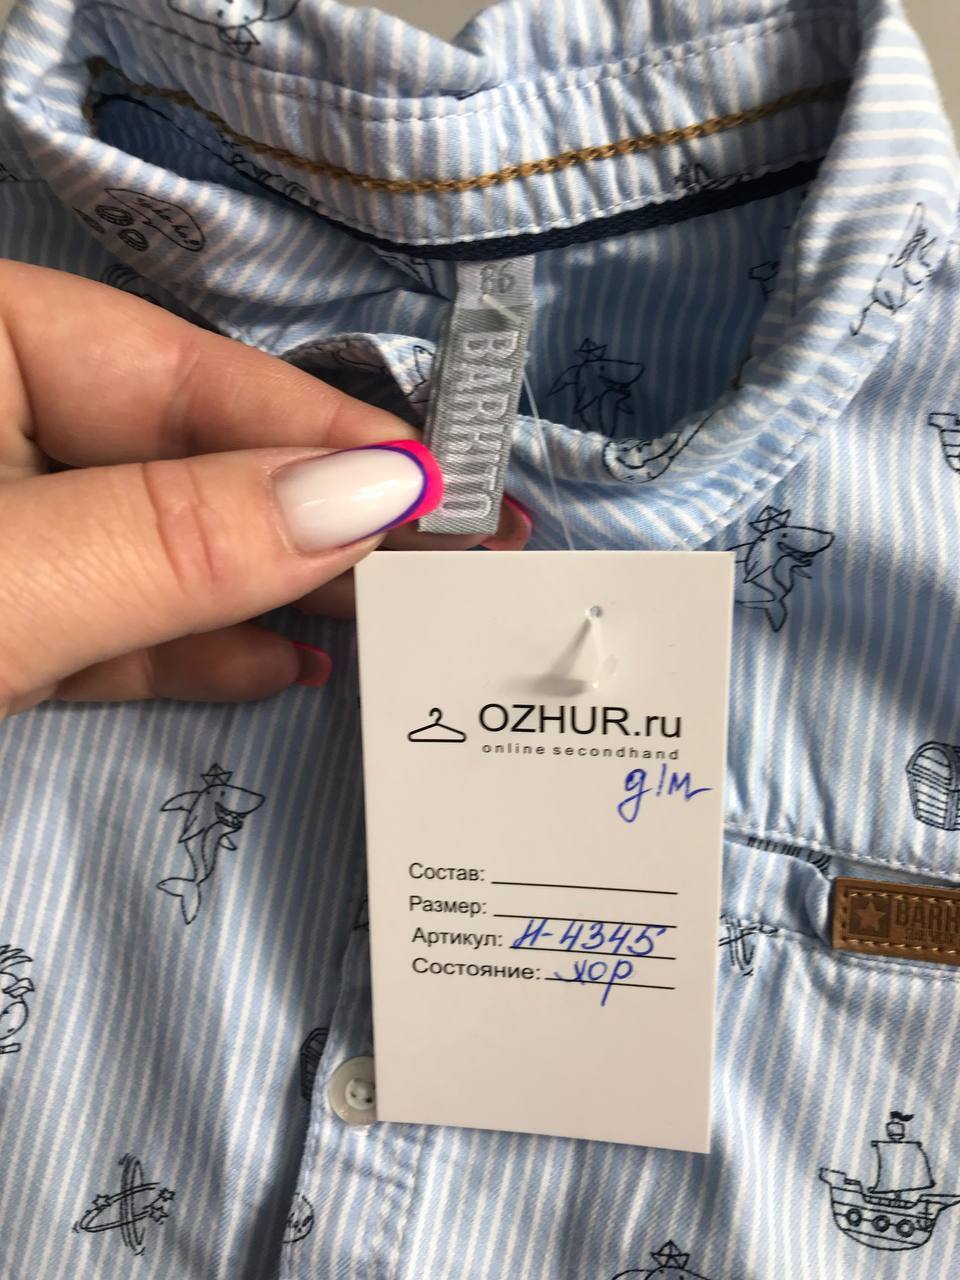 86
BARKITO
OZHUR.ru
online secondhand
д/м
Состав:
Размер:
Артикул: Н-4345
Состояние: хор